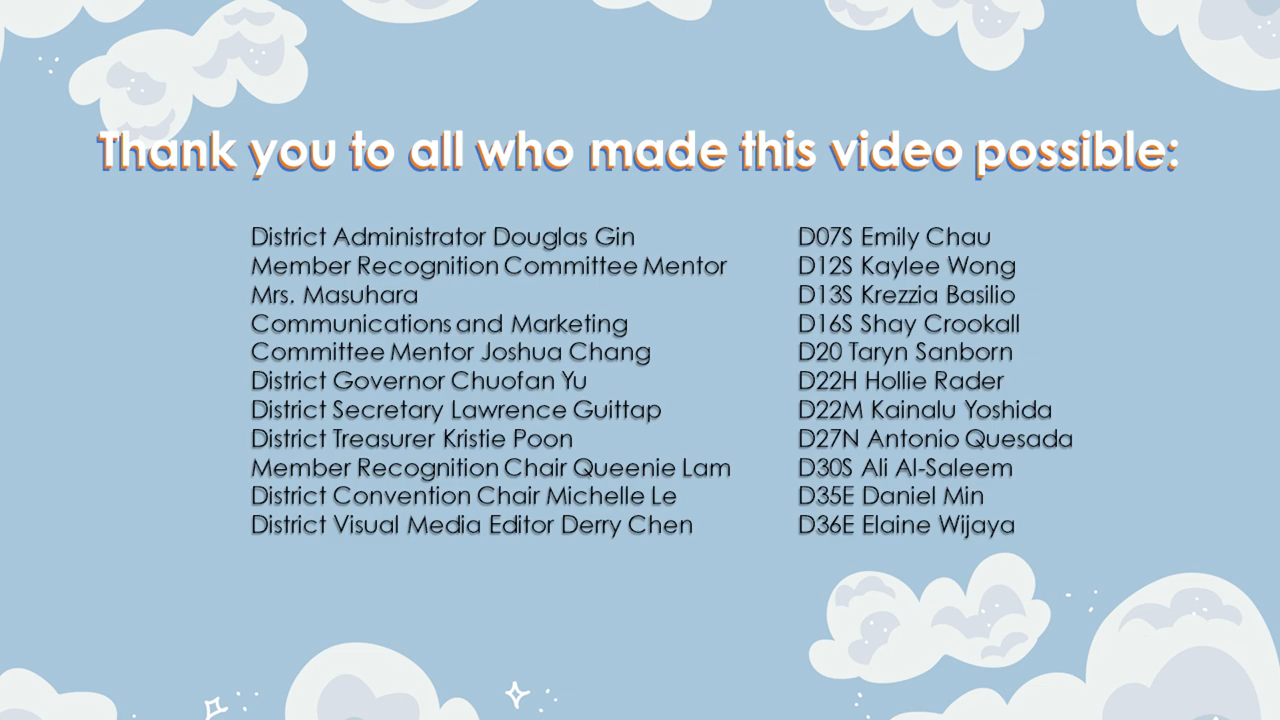 Thank you to all who made this video possible:
District Administrator Douglas Gin
Member Recognition Committee Mentor
Mrs. Masuhara
Communications and Marketing
Committee Mentor Joshua Chang
District Governor Chuofan Yu
District Secretary Lawrence Guittap
District Treasurer Kristie Poon
Member Recognition Chair Queenie Lam
District Convention Chair Michelle Le
District Visual Media Editor Derry Chen
D07S Emily Chau
D12S Kaylee Wong
D13S Krezzia Basilio
D16S Shay Crookall
D20 Taryn Sanborn
D22H Hollie Rader
D22M Kainalu Yoshida
D27N Antonio Quesada
D30S Ali Al-Saleem
D35E Daniel Min
D36E Elaine Wijaya